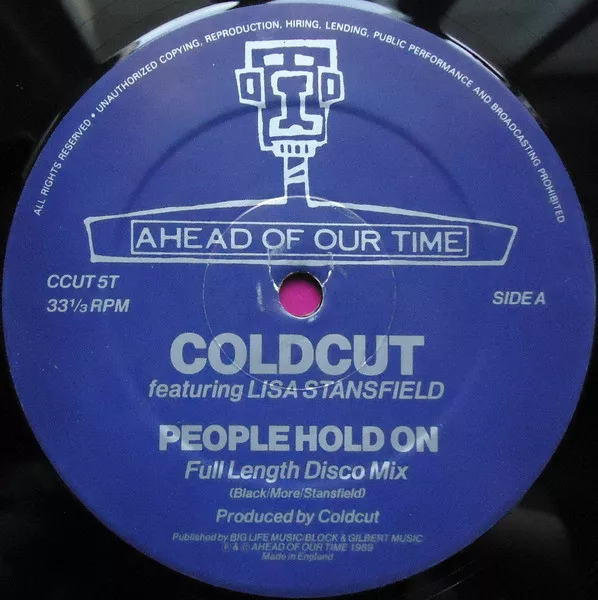 ALL RIGHTS RESERVED • UNAUTHORIZED COPYING, REPRODUCTION, HIRING, LENDING, PUBLIC PERFORMANCE AND BROADCASTING PROHIBITED
AHEAD OF OUR TIME
CCUT 5T
33⅓ RPM
SIDE A
COLDCUT
featuring LISA STANSFIELD
PEOPLE HOLD ON
Full Length Disco Mix
(Black/More/Stansfield)
Produced by Coldcut
Published by BIG LIFE MUSIC/BLOCK & GILBERT MUSIC
℗ & © AHEAD OF OUR TIME 1989
Made in England